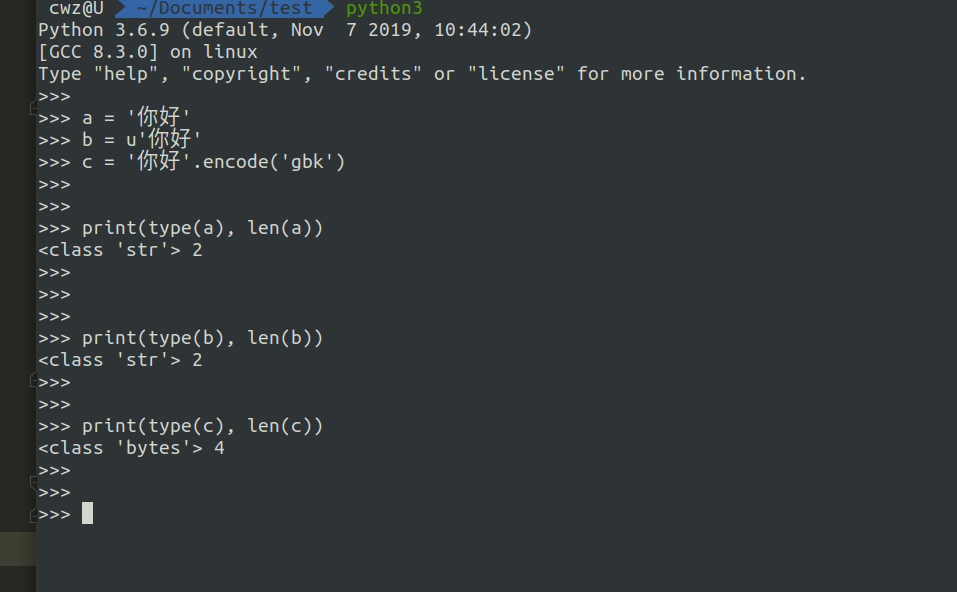 cwz@U ~/Documents/test python3
Python 3.6.9 (default, Nov  7 2019, 10:44:02)
[GCC 8.3.0] on linux
Type "help", "copyright", "credits" or "license" for more information.
>>>
>>> a = '你好'
>>> b = u'你好'
>>> c = '你好'.encode('gbk')
>>>
>>>
>>> print(type(a), len(a))
<class 'str'> 2
>>>
>>>
>>>
>>> print(type(b), len(b))
<class 'str'> 2
>>>
>>>
>>> print(type(c), len(c))
<class 'bytes'> 4
>>>
>>>
>>>